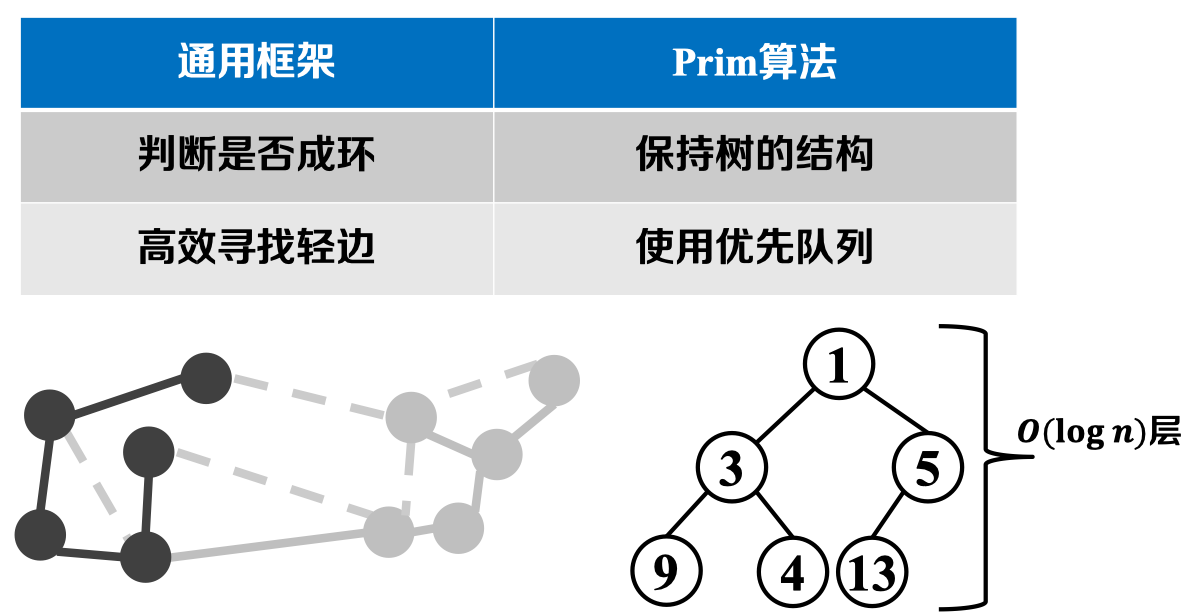 通用框架
Prim算法
判断是否成环
保持树的结构
高效寻找轻边
使用优先队列
1
3
5
O(log n)层
9
4
13